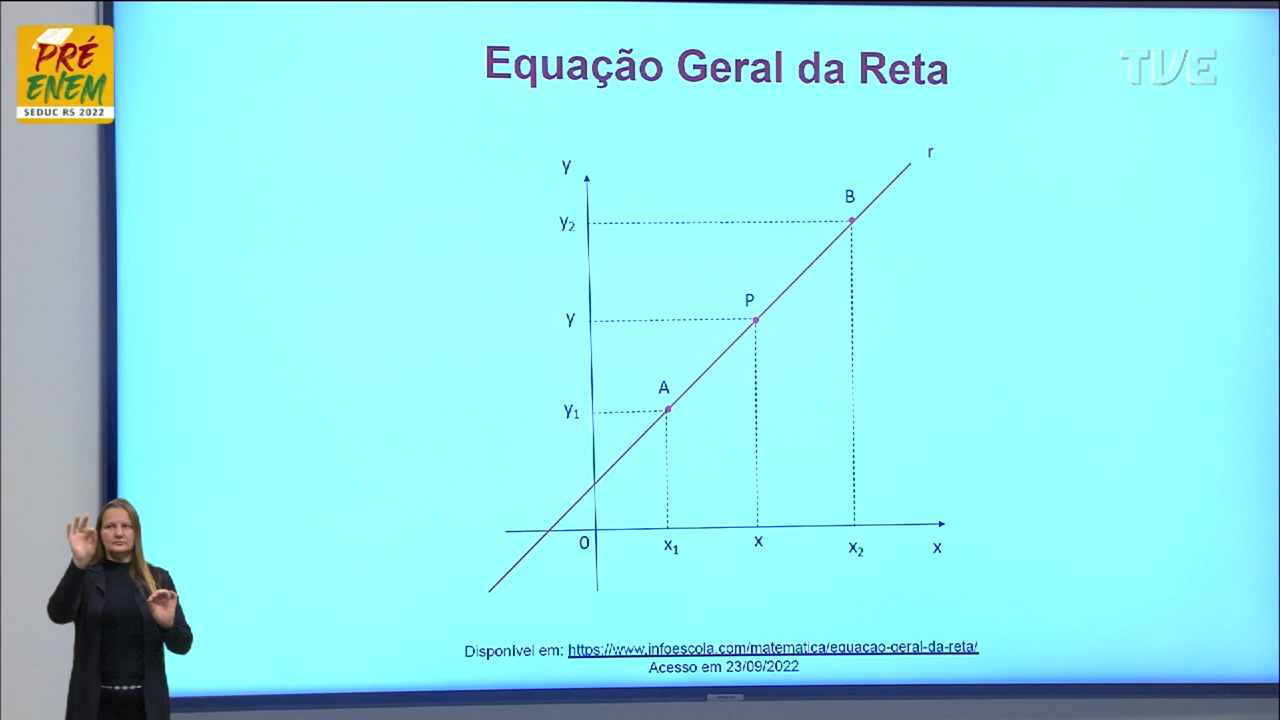 PRÉ
ENEM
SEDUC RS 2022
Equação Geral da Reta
TVE
y
r
B
y₂
P
y
A
y₁
0
x₁
x
x₂
x
Disponível em: https://www.infoescola.com/matematica/equacao-geral-da-reta/
Acesso em 23/09/2022